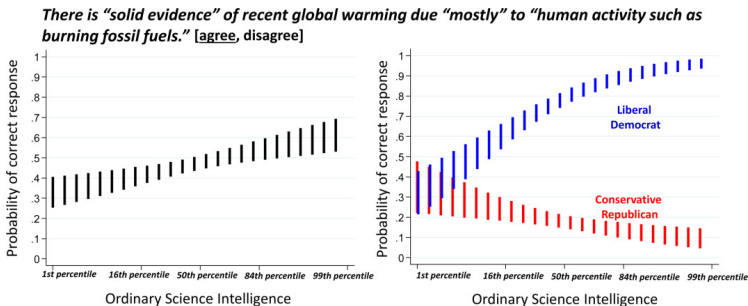 There is “solid evidence” of recent global warming due “mostly” to “human activity such as
burning fossil fuels.” [agree, disagree]
Probability of correct response
1
.9
.8
.7
.6
.5
.4
.3
.2
.1
0
1st percentile 16th percentile 50th percentile 84th percentile 99th percentile
Ordinary Science Intelligence
Probability of correct response
1
.9
.8
.7
.6
.5
.4
.3
.2
.1
0
Liberal
Democrat
Conservative
Republican
1st percentile 16th percentile 50th percentile 84th percentile 99th percentile
Ordinary Science Intelligence